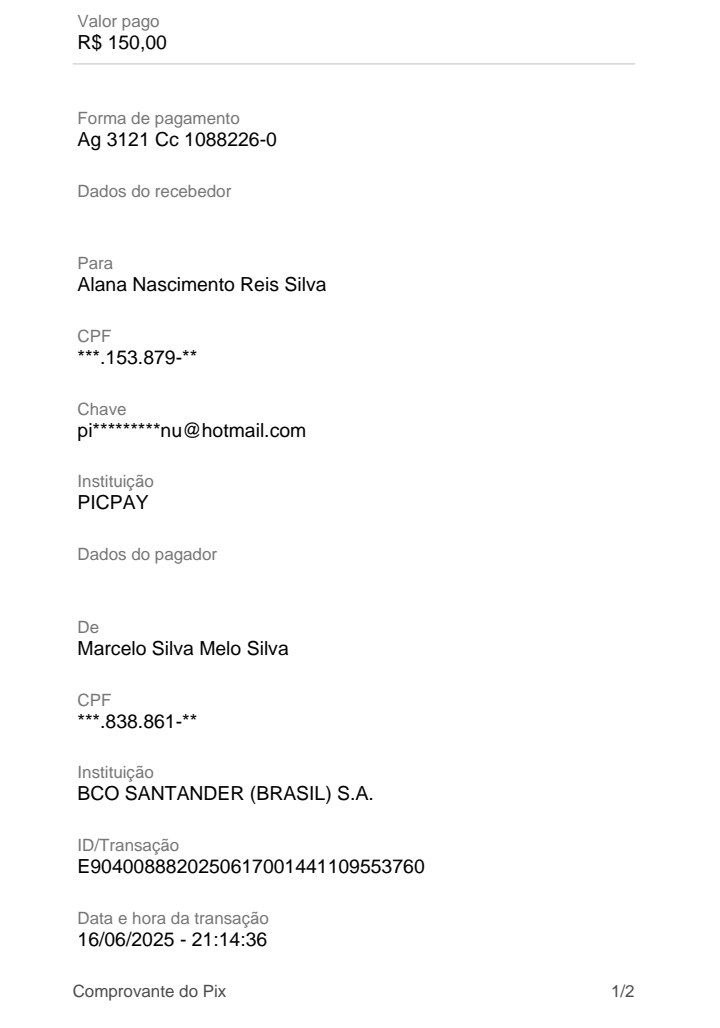 Valor pago
R$ 150,00
Forma de pagamento
Ag 3121 Cc 1088226-0
Dados do recebedor
Para
Alana Nascimento Reis Silva
CPF
***.153.879-**
Chave
pi*********nu@hotmail.com
Instituição
PICPAY
Dados do pagador
De
Marcelo Silva Melo Silva
CPF
***.838.861-**
Instituição
BCO SANTANDER (BRASIL) S.A.
ID/Transação
E9040088820250617001441109553760
Data e hora da transação
16/06/2025 - 21:14:36
Comprovante do Pix 1/2